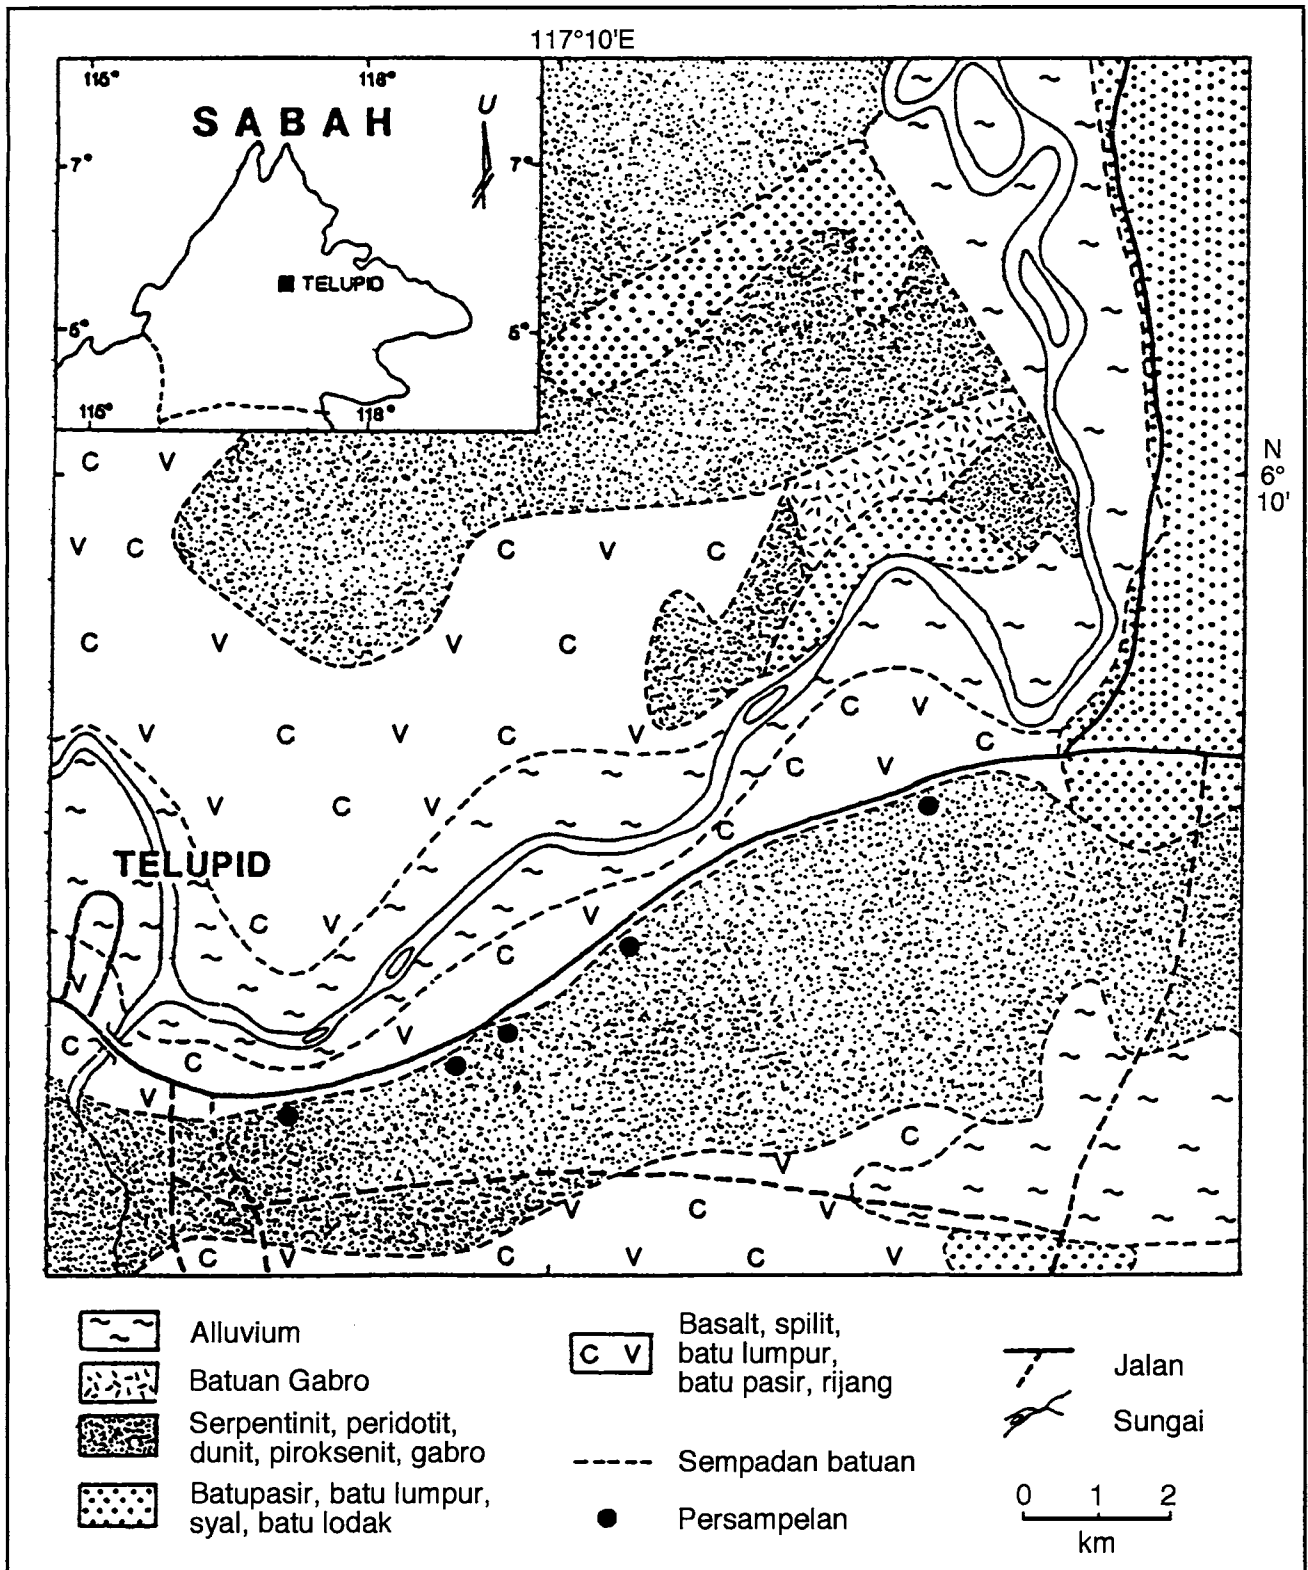 117°10'E
115°
118°
SABAH
U
7°
7°
TELUPID
5°
5°
115°
118°
N
6°
10'
C V
V C
C V C
C V V C
V C V C V
C V
C
C V
V C V
C
TELUPID
C V
V
C
V
V
C
C
V
C
V
V C V
C V C V C V
Alluvium
Batuan Gabro
Serpentinit, peridotit,
dunit, piroksenit, gabro
Batupasir, batu lumpur,
syal, batu lodak
C V
Basalt, spilit,
batu lumpur,
batu pasir, rijang
Sempadan batuan
Persampelan
Jalan
Sungai
0 1 2
km